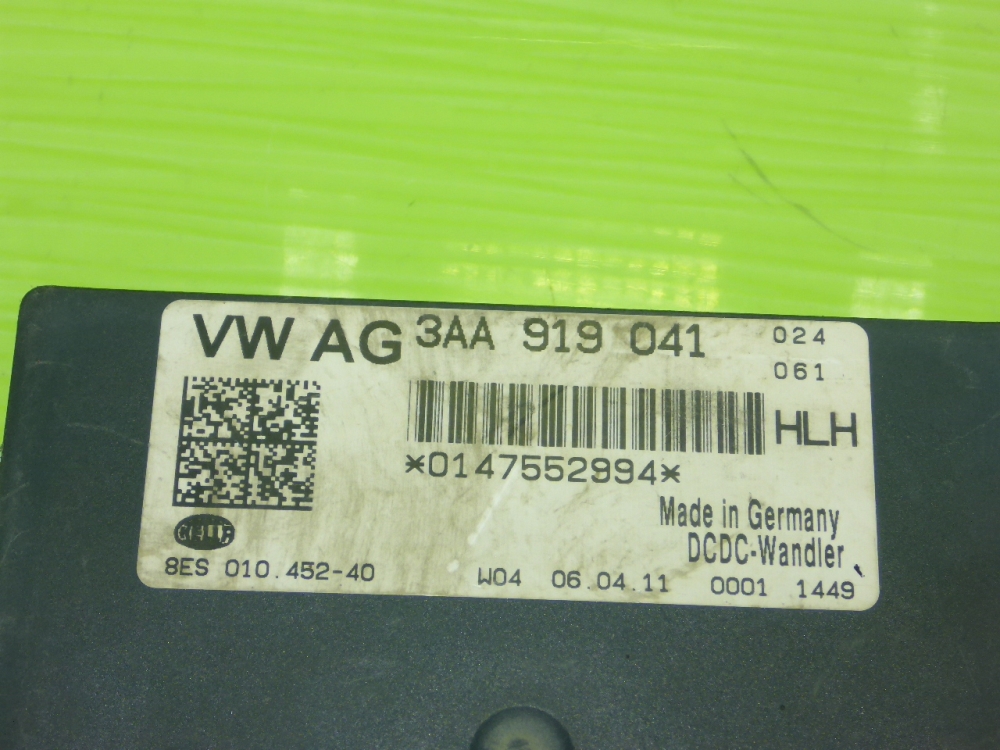 VW AG 3AA 919 041 024
061
HLH
*0147552994*
Made in Germany
DCDC-Wandler
HELLA
8ES 010.452-40 W04 06.04.11 0001 1449